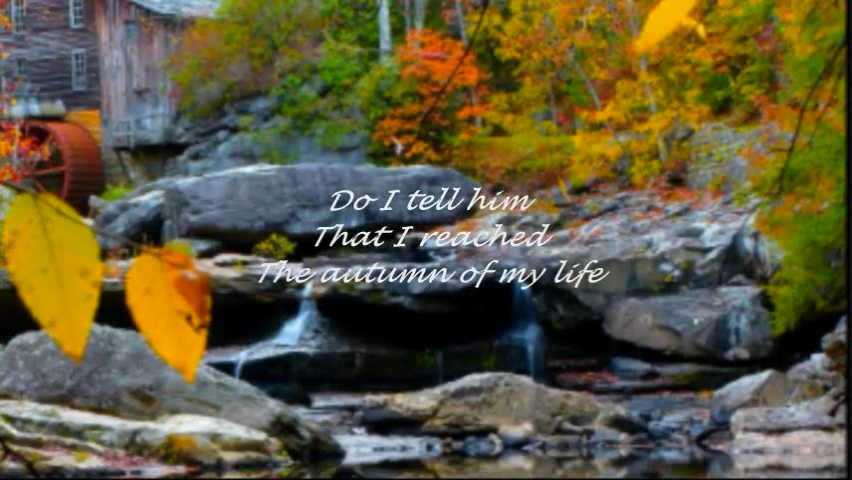 Do I tell him
That I reached
The autumn of my life